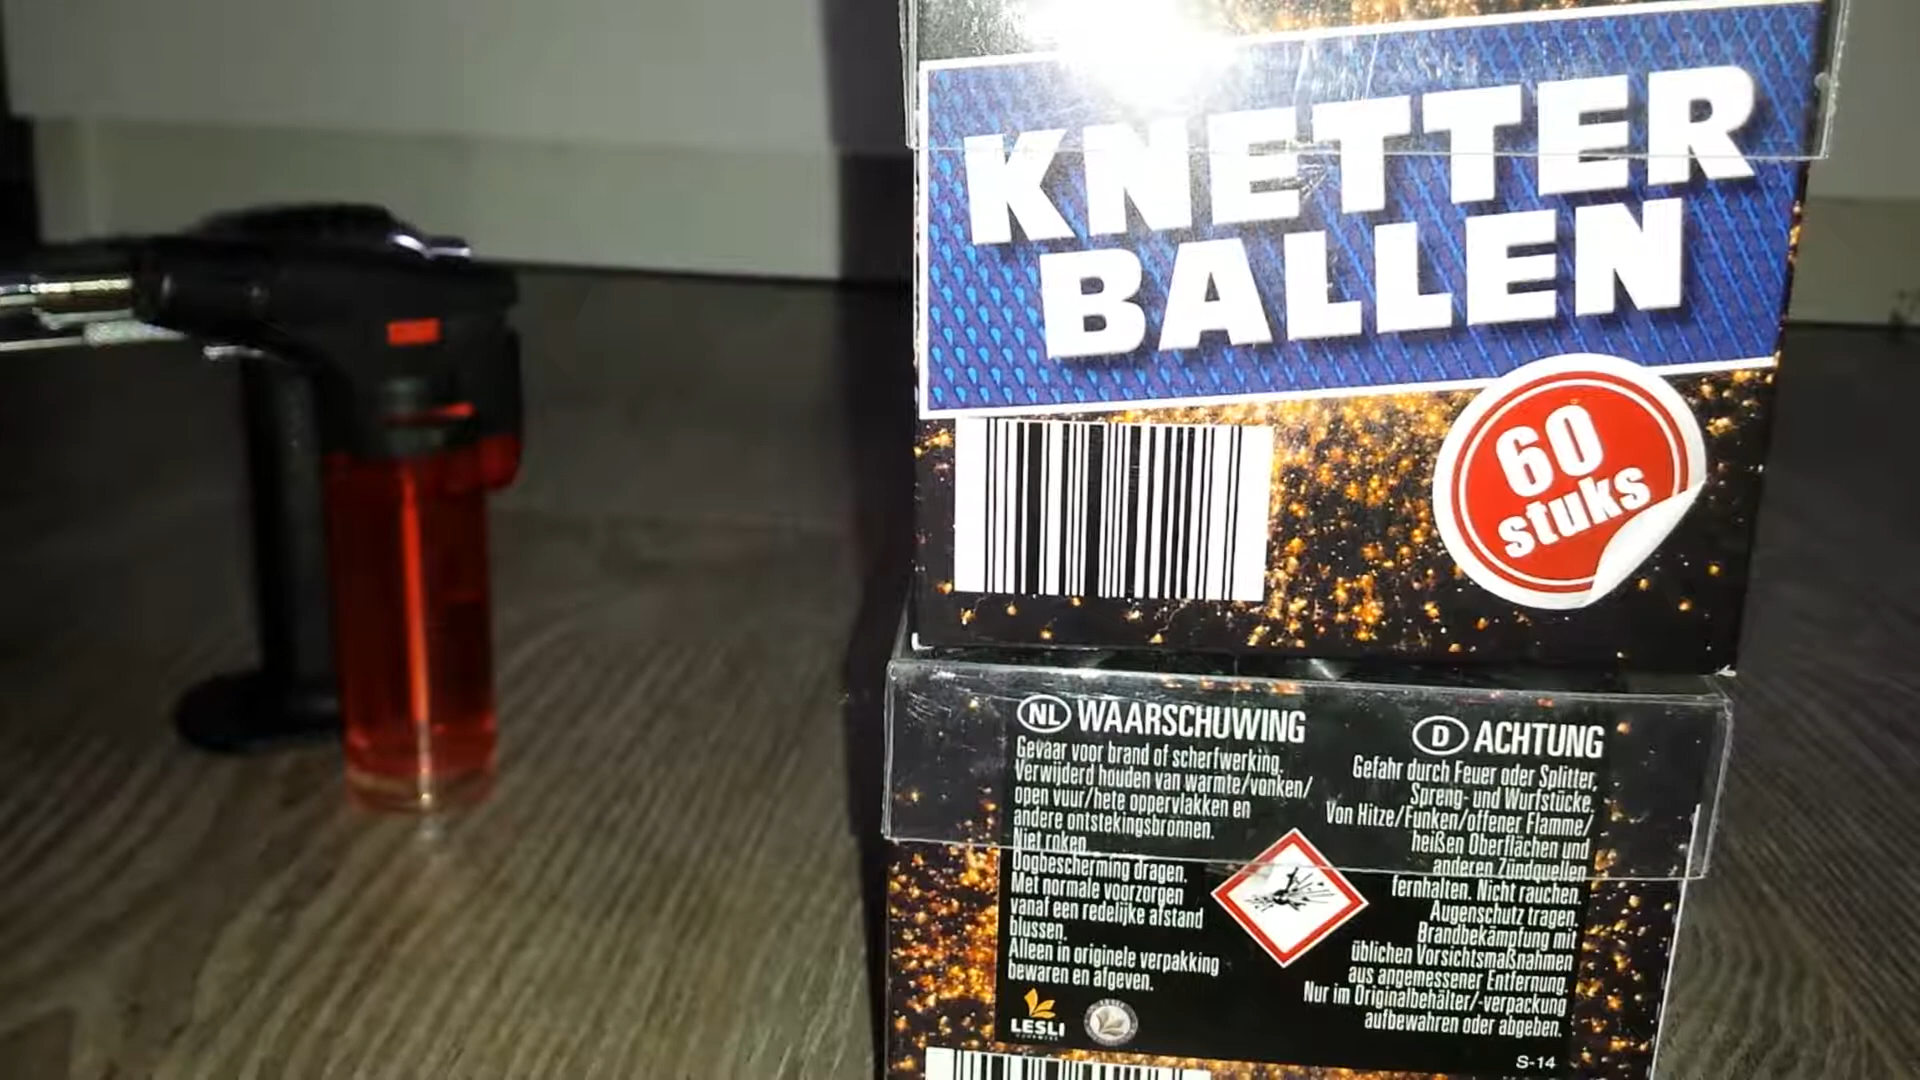 KNETTER
BALLEN
60
stuks
NL WAARSCHUWING
Gevaar voor brand of scherfwerking.
Verwijderd houden van warmte/vonken/
open vuur/hete oppervlakken en
andere ontstekingsbronnen.
Niet roken.
Oogbescherming dragen.
Met normale voorzorgen
vanaf een redelijke afstand
blussen.
Alleen in originele verpakking
bewaren en afgeven.
D ACHTUNG
Gefahr durch Feuer oder Splitter,
Spreng- und Wurfstücke.
Von Hitze/Funken/offener Flamme/
heißen Oberflächen und
anderen Zündquellen
fernhalten. Nicht rauchen.
Augenschutz tragen.
Brandbekämpfung mit
üblichen Vorsichtsmaßnahmen
aus angemessener Entfernung.
Nur im Originalbehälter/-verpackung
aufbewahren oder abgeben.
LESLI
S-14